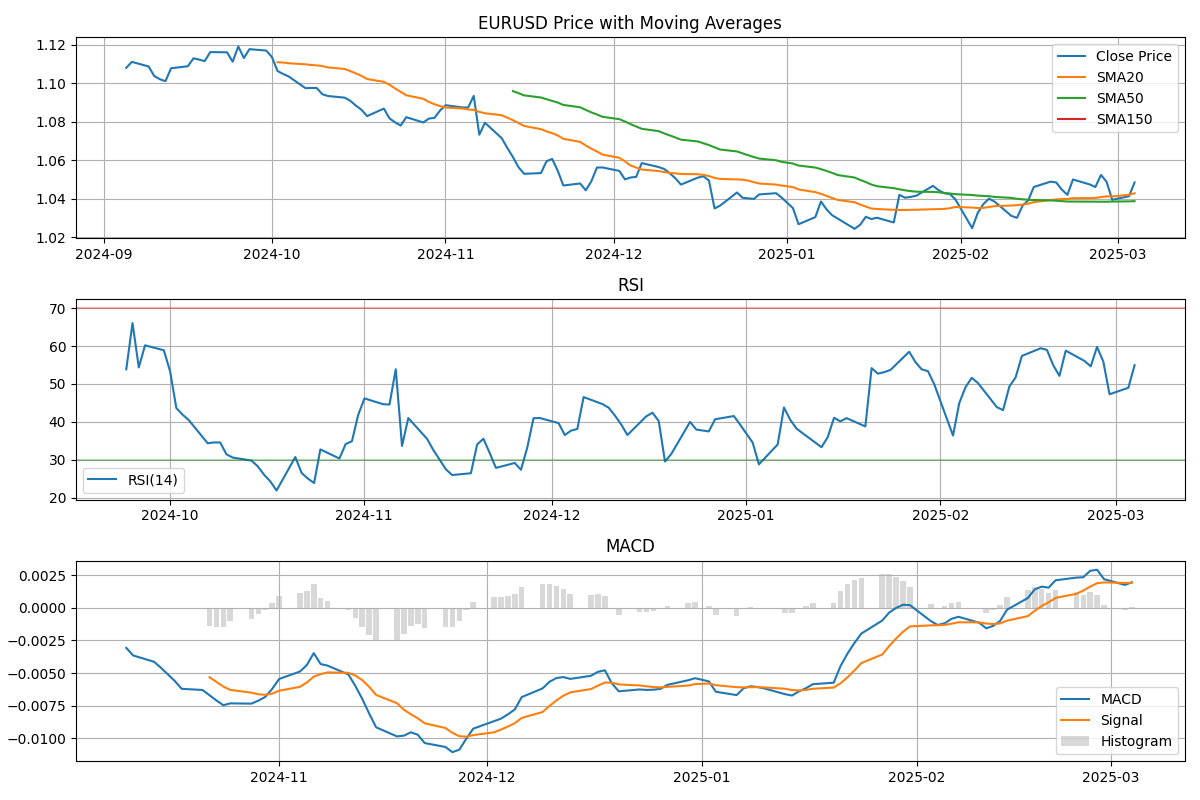 EURUSD Price with Moving Averages
1.12
1.10
1.08
1.06
1.04
1.02
Close Price
SMA20
SMA50
SMA150
2024-09 2024-10 2024-11 2024-12 2025-01 2025-02 2025-03
RSI
70
60
50
40
30
20
RSI(14)
2024-10 2024-11 2024-12 2025-01 2025-02 2025-03
MACD
0.0025
0.0000
−0.0025
−0.0050
−0.0075
−0.0100
MACD
Signal
Histogram
2024-11 2024-12 2025-01 2025-02 2025-03